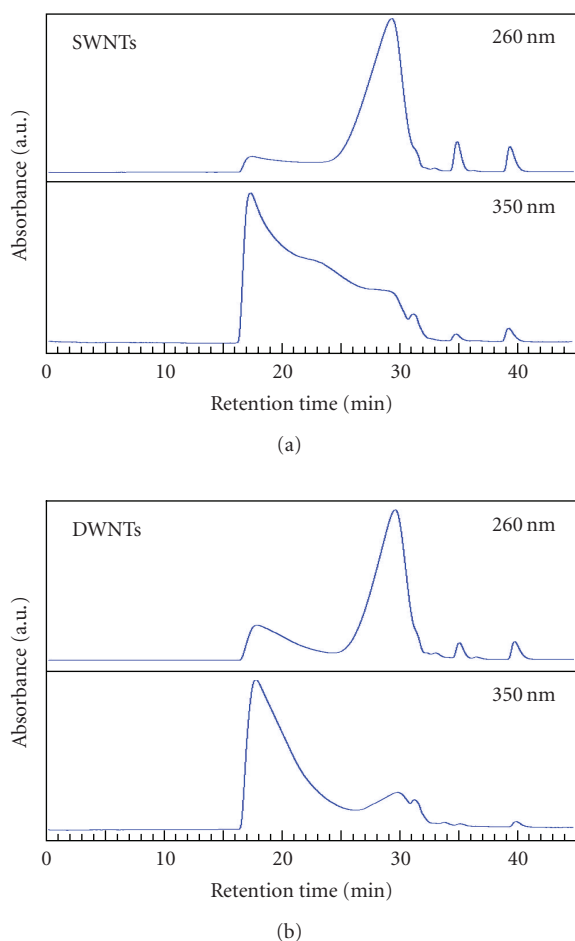 SWNTs
260 nm
350 nm
Absorbance (a.u.)
0 10 20 30 40
Retention time (min)
(a)
DWNTs
260 nm
350 nm
Absorbance (a.u.)
0 10 20 30 40
Retention time (min)
(b)